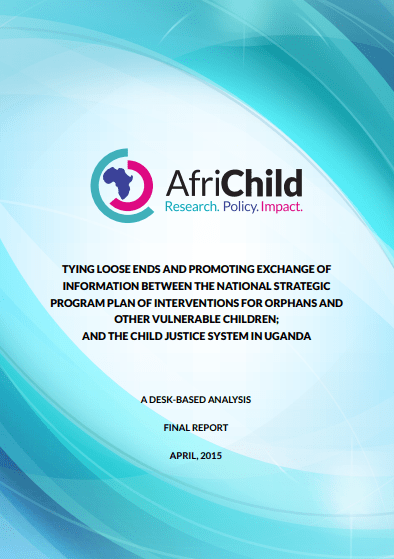 AfriChild
Research. Policy. Impact.
TYING LOOSE ENDS AND PROMOTING EXCHANGE OF
INFORMATION BETWEEN THE NATIONAL STRATEGIC
PROGRAM PLAN OF INTERVENTIONS FOR ORPHANS AND
OTHER VULNERABLE CHILDREN;
AND THE CHILD JUSTICE SYSTEM IN UGANDA
A DESK-BASED ANALYSIS
FINAL REPORT
APRIL, 2015